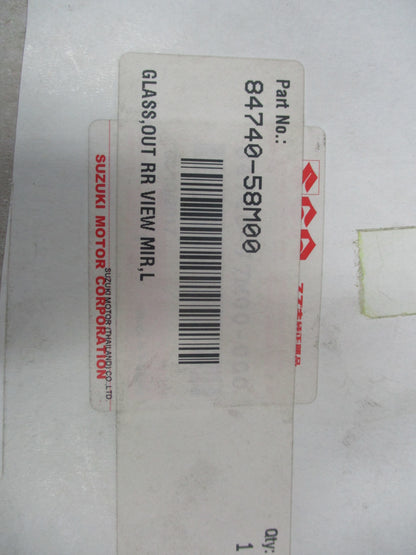 Part No.:
84740-58M00
GLASS,OUT RR VIEW MIR,L
Qty:
1
SUZUKI MOTOR (THAILAND) CO.,LTD.
SUZUKI MOTOR CORPORATION